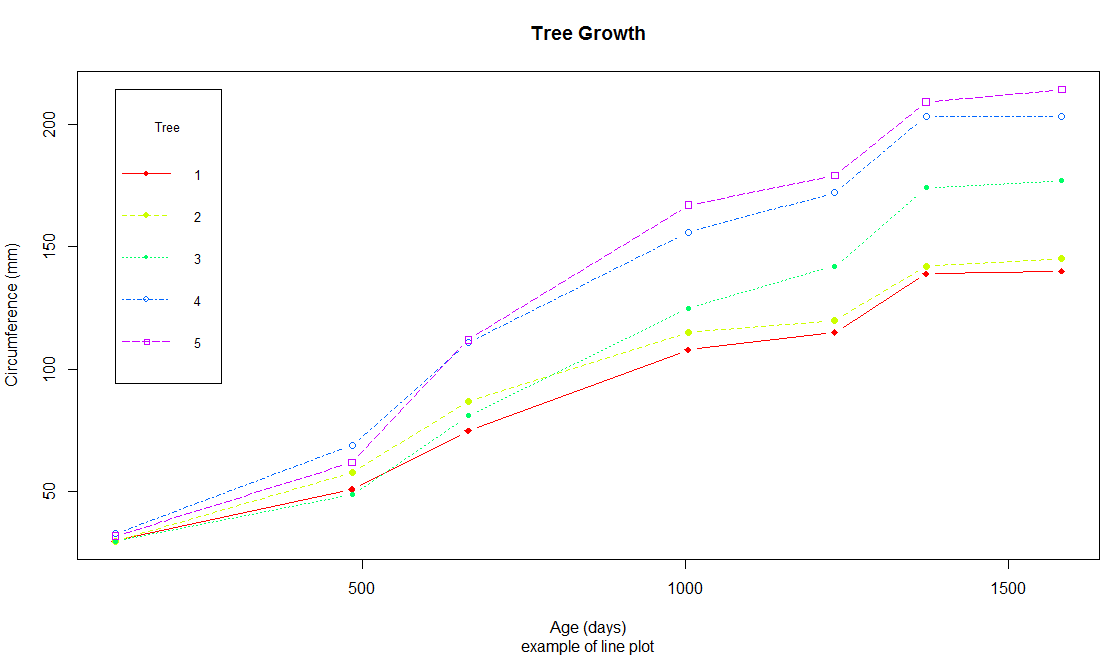 Tree Growth
Circumference (mm)
200
150
100
50
Tree
1
2
3
4
5
500 1000 1500
Age (days)
example of line plot